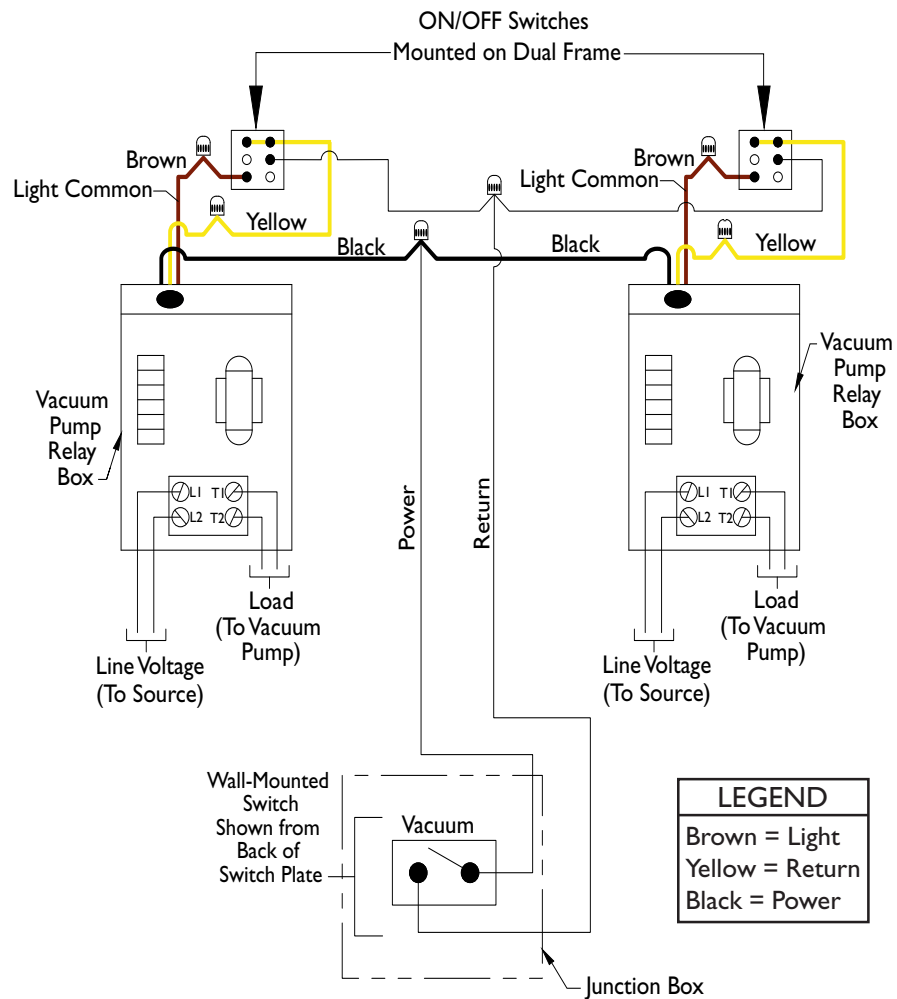 ON/OFF Switches
Mounted on Dual Frame
Brown
Light Common
Yellow
Black
Brown
Light Common
Yellow
Black
Vacuum
Pump
Relay
Box
L1 T1
L2 T2
Load
(To Vacuum
Pump)
Line Voltage
(To Source)
Power
Return
Vacuum
Pump
Relay
Box
L1 T1
L2 T2
Load
(To Vacuum
Pump)
Line Voltage
(To Source)
Wall-Mounted
Switch
Shown from
Back of
Switch Plate
Vacuum
Junction Box
LEGEND
Brown = Light
Yellow = Return
Black = Power